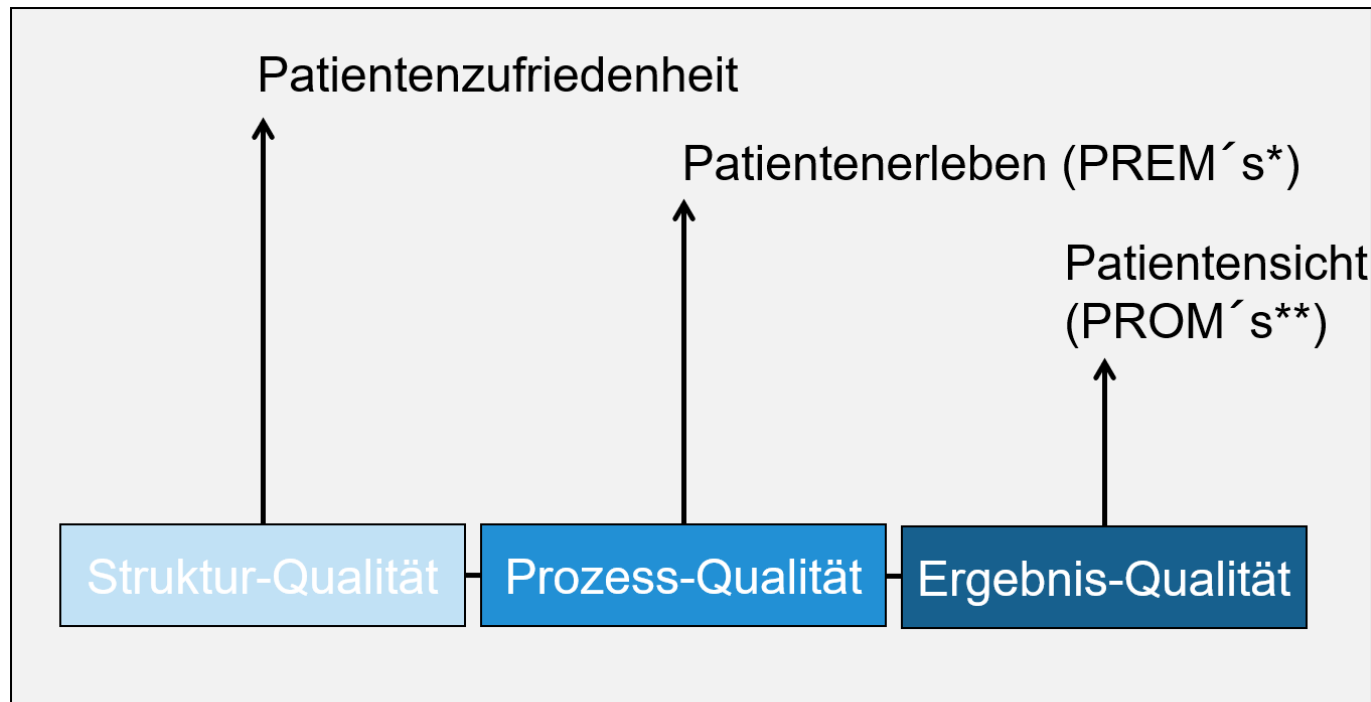 Patientenzufriedenheit
Patientenerleben (PREM´s*)
Patientensicht
(PROM´s**)
Struktur-Qualität
Prozess-Qualität
Ergebnis-Qualität